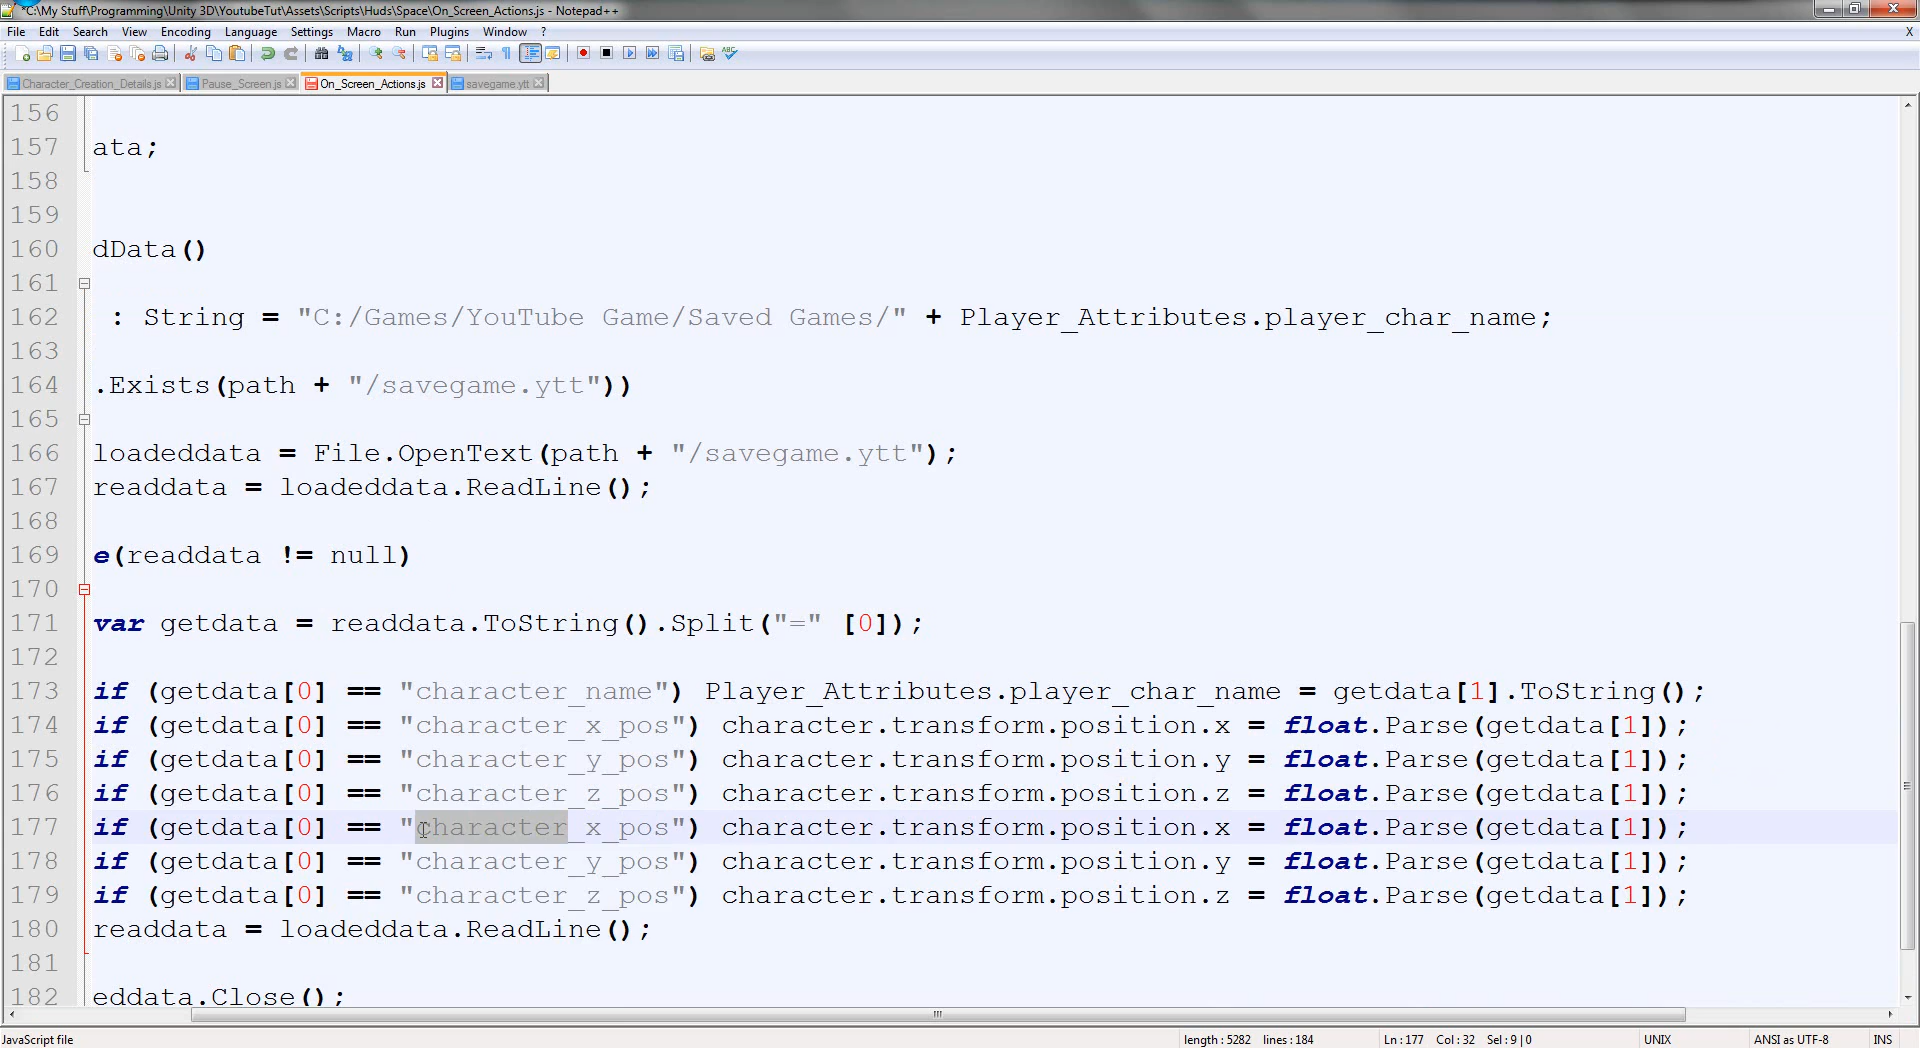 *C:\My Stuff\Programming\Unity 3D\YoutubeTut\Assets\Scripts\Huds\Space\On_Screen_Actions.js - Notepad++
File Edit Search View Encoding Language Settings Macro Run Plugins Window ? X
Character_Creation_Details.js Pause_Screen.js On_Screen_Actions.js savegame.ytt
156
157 ata;
158
159
160 dData()
161
162 : String = "C:/Games/YouTube Game/Saved Games/" + Player_Attributes.player_char_name;
163
164 .Exists(path + "/savegame.ytt"))
165
166 loadeddata = File.OpenText(path + "/savegame.ytt");
167 readdata = loadeddata.ReadLine();
168
169 e(readdata != null)
170
171 var getdata = readdata.ToString().Split("=" [0]);
172
173 if (getdata[0] == "character_name") Player_Attributes.player_char_name = getdata[1].ToString();
174 if (getdata[0] == "character_x_pos") character.transform.position.x = float.Parse(getdata[1]);
175 if (getdata[0] == "character_y_pos") character.transform.position.y = float.Parse(getdata[1]);
176 if (getdata[0] == "character_z_pos") character.transform.position.z = float.Parse(getdata[1]);
177 if (getdata[0] == "character_x_pos") character.transform.position.x = float.Parse(getdata[1]);
178 if (getdata[0] == "character_y_pos") character.transform.position.y = float.Parse(getdata[1]);
179 if (getdata[0] == "character_z_pos") character.transform.position.z = float.Parse(getdata[1]);
180 readdata = loadeddata.ReadLine();
181
182 eddata.Close();
JavaScript file length : 5282 lines : 184 Ln : 177 Col : 32 Sel : 9 | 0 UNIX ANSI as UTF-8 INS